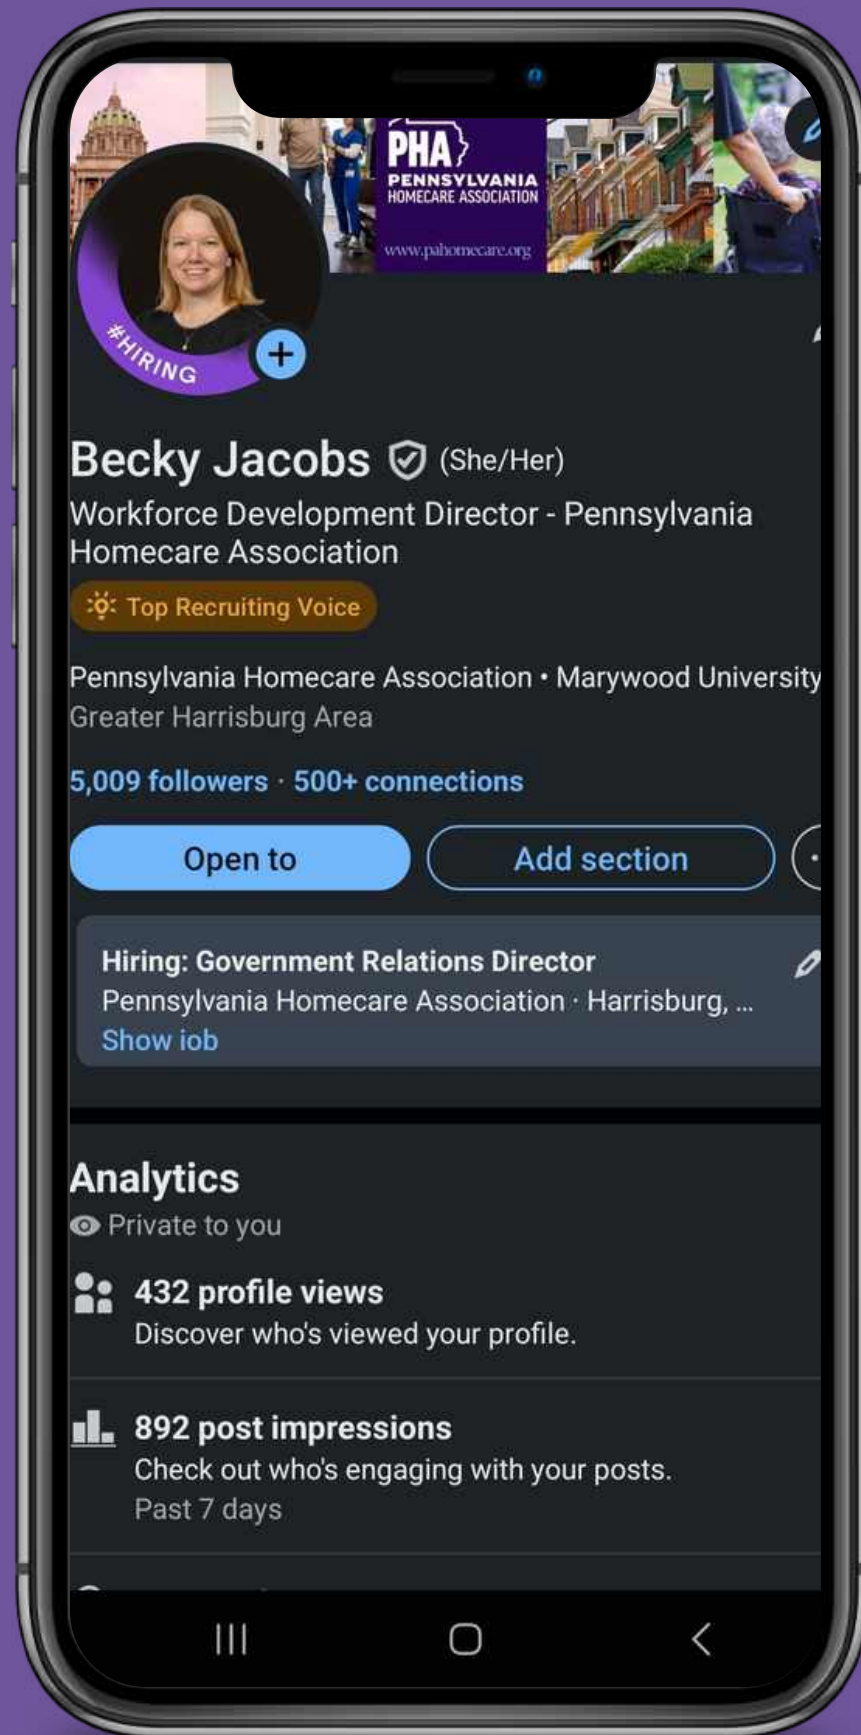 PHA
PENNSYLVANIA
HOMECARE ASSOCIATION
www.pahomecare.org
#HIRING
Becky Jacobs (She/Her)
Workforce Development Director - Pennsylvania
Homecare Association
Top Recruiting Voice
Pennsylvania Homecare Association • Marywood University
Greater Harrisburg Area
5,009 followers · 500+ connections
Open to
Add section
Hiring: Government Relations Director
Pennsylvania Homecare Association · Harrisburg, ...
Show job
Analytics
Private to you
432 profile views
Discover who's viewed your profile.
892 post impressions
Check out who's engaging with your posts.
Past 7 days